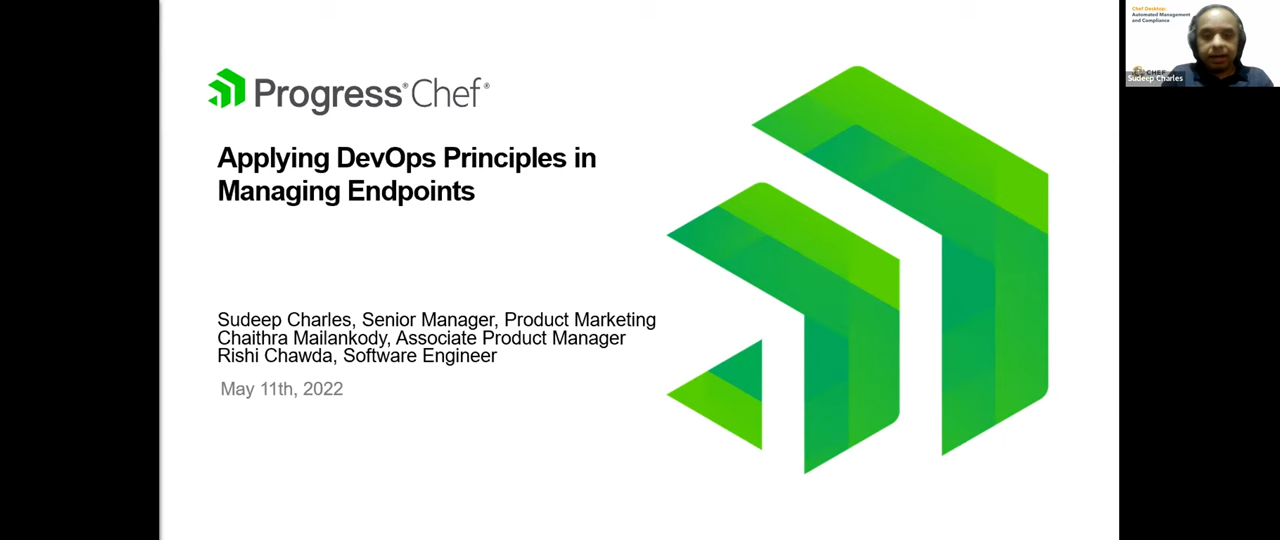 Progress® Chef®
Applying DevOps Principles in
Managing Endpoints
Sudeep Charles, Senior Manager, Product Marketing
Chaithra Mailankody, Associate Product Manager
Rishi Chawda, Software Engineer
May 11th, 2022
Chef Desktop:
Automated Management
and Compliance
CHEF
Sudeep Charles